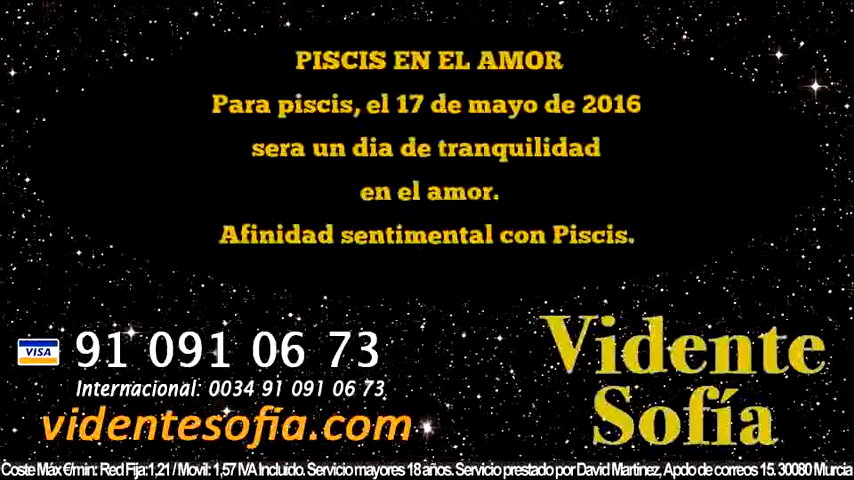 PISCIS EN EL AMOR
Para piscis, el 17 de mayo de 2016
sera un dia de tranquilidad
en el amor.
Afinidad sentimental con Piscis.
VISA 91 091 06 73
Internacional: 0034 91 091 06 73
videntesofia.com
Vidente
Sofía
Coste Máx €/min: Red Fija:1,21 / Movil: 1,57 IVA Incluido. Servicio mayores 18 años. Servicio prestado por David Martinez, Apdo de correos 15. 30080 Murcia